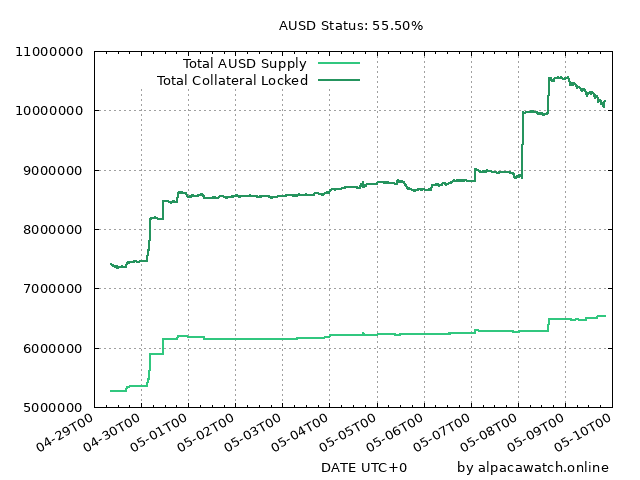 AUSD Status: 55.50%
Total AUSD Supply
Total Collateral Locked
11000000
10000000
9000000
8000000
7000000
6000000
5000000
04-29T00
04-30T00
05-01T00
05-02T00
05-03T00
05-04T00
05-05T00
05-06T00
05-07T00
05-08T00
05-09T00
05-10T00
DATE UTC+0
by alpacawatch.online